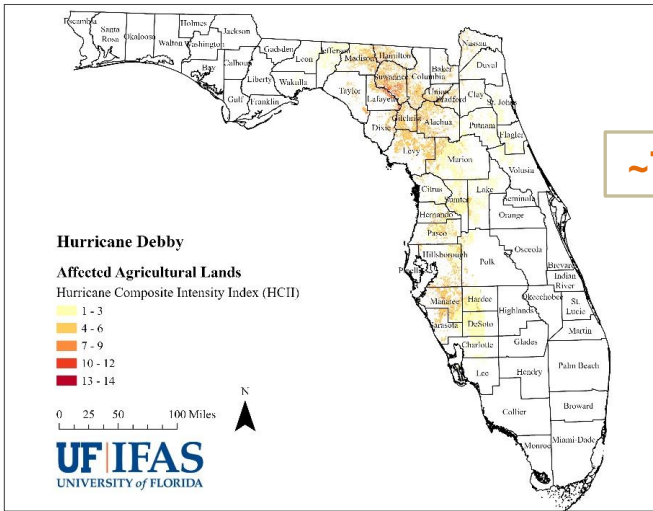 Escambia
Santa
Rosa
Okaloosa
Walton
Holmes
Washington
Jackson
Bay
Calhoun
Gulf
Liberty
Gadsden
Franklin
Leon
Wakulla
Jefferson
Madison
Taylor
Hamilton
Suwannee
Lafayette
Dixie
Columbia
Baker
Union
Bradford
Gilchrist
Alachua
Levy
Nassau
Duval
Clay
St. Johns
Putnam
Flagler
Marion
Volusia
Citrus
Sumter
Lake
Seminole
Hernando
Orange
Pasco
Hillsborough
Polk
Osceola
Brevard
Indian
River
Manatee
Hardee
Highlands
Okeechobee
St.
Lucie
Sarasota
DeSoto
Martin
Charlotte
Glades
Lee
Hendry
Palm Beach
Collier
Broward
Monroe
Miami-Dade
Hurricane Debby
Affected Agricultural Lands
Hurricane Composite Intensity Index (HCII)
1 - 3
4 - 6
7 - 9
10 - 12
13 - 14
0 25 50 100 Miles
N
UF|IFAS
UNIVERSITY of FLORIDA